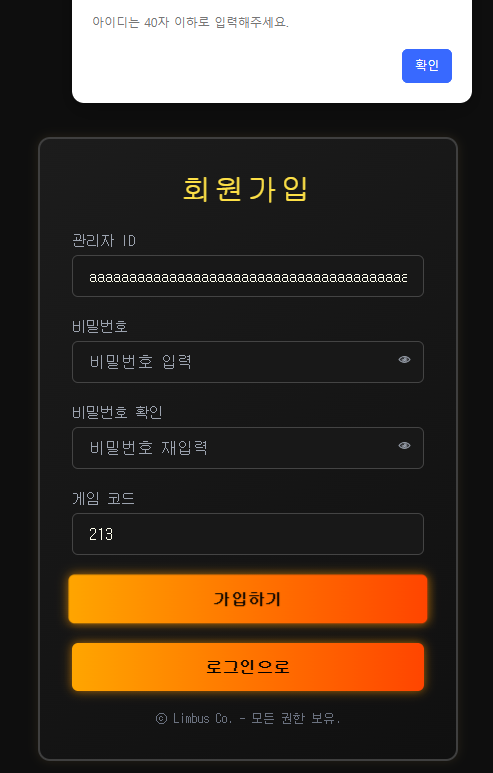 아이디는 40자 이하로 입력해주세요.
확인
회원가입
관리자 ID
aaaaaaaaaaaaaaaaaaaaaaaaaaaaaaaaaaaaaaaa
비밀번호
비밀번호 입력
비밀번호 확인
비밀번호 재입력
게임 코드
213
가입하기
로그인으로
© Limbus Co. - 모든 권한 보유.